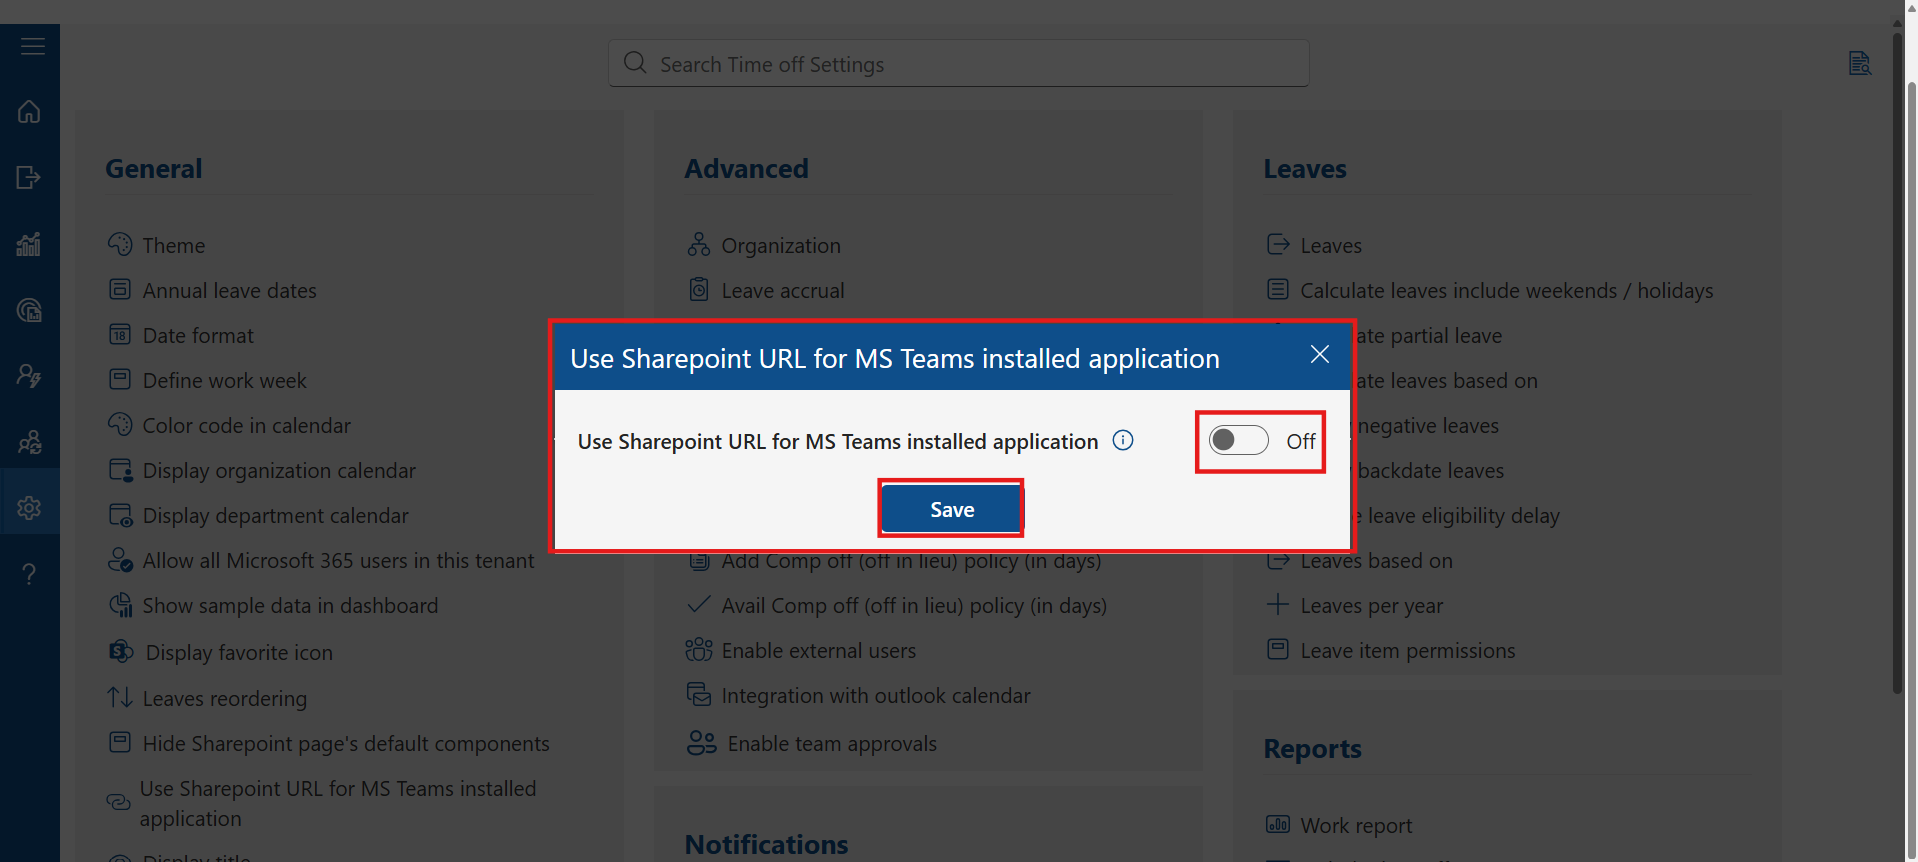 Search Time off Settings
General
Theme
Annual leave dates
18
Date format
Define work week
Color code in calendar
Display organization calendar
Display department calendar
Allow all Microsoft 365 users in this tenant
Show sample data in dashboard
S
Display favorite icon
Leaves reordering
Hide Sharepoint page's default components
Use Sharepoint URL for MS Teams installed
application
Display title
Advanced
Organization
Leave accrual
Use Sharepoint URL for MS Teams installed application
Use Sharepoint URL for MS Teams installed application
Off
Save
Add Comp off (off in lieu) policy (in days)
Avail Comp off (off in lieu) policy (in days)
Enable external users
Integration with outlook calendar
Enable team approvals
Notifications
Leaves
Leaves
Calculate leaves include weekends / holidays
ate partial leave
ate leaves based on
negative leaves
backdate leaves
leave eligibility delay
Leaves based on
Leaves per year
Leave item permissions
Reports
Work report